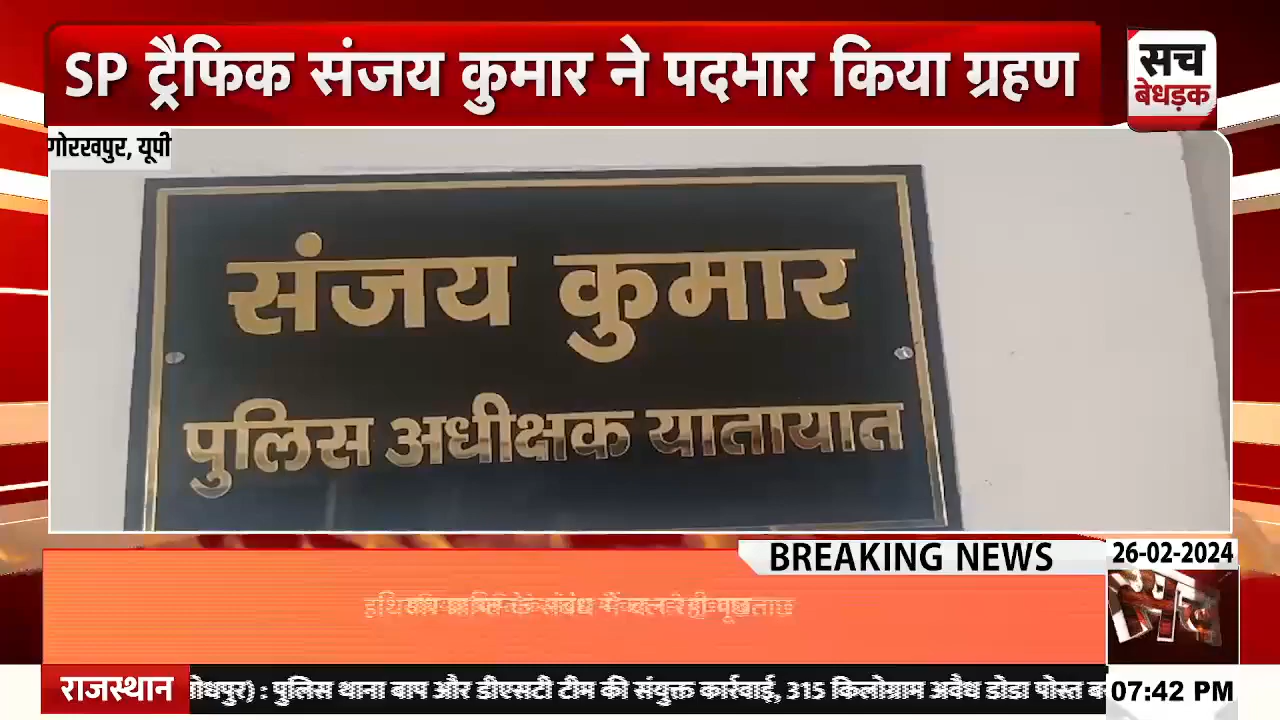 SP ट्रैफिक संजय कुमार ने पदभार किया ग्रहण
सच
बेधड़क
गोरखपुर, यूपी
संजय कुमार
पुलिस अधीक्षक यातायात
BREAKING NEWS
26-02-2024
राजस्थान
: पुलिस थाना बाप और डीएसटी टीम की संयुक्त कार्रवाई, 315 किलोग्राम अवैध डोडा पोस्त
07:42 PM